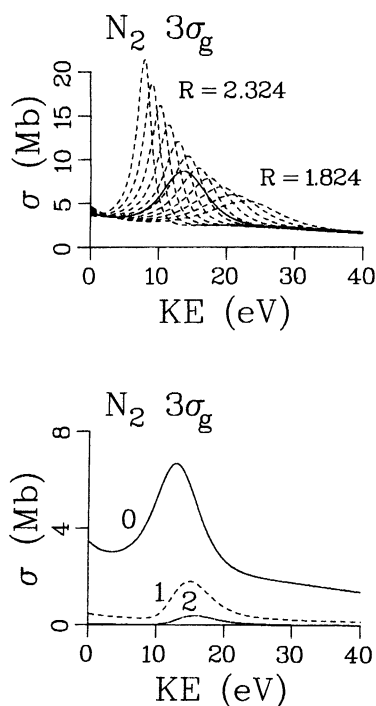 N₂ 3σg
20
15
10
5
0
σ (Mb)
R = 2.324
R = 1.824
0 10 20 30 40
KE (eV)
N₂ 3σg
8
4
0
σ (Mb)
0
1
2
0 10 20 30 40
KE (eV)